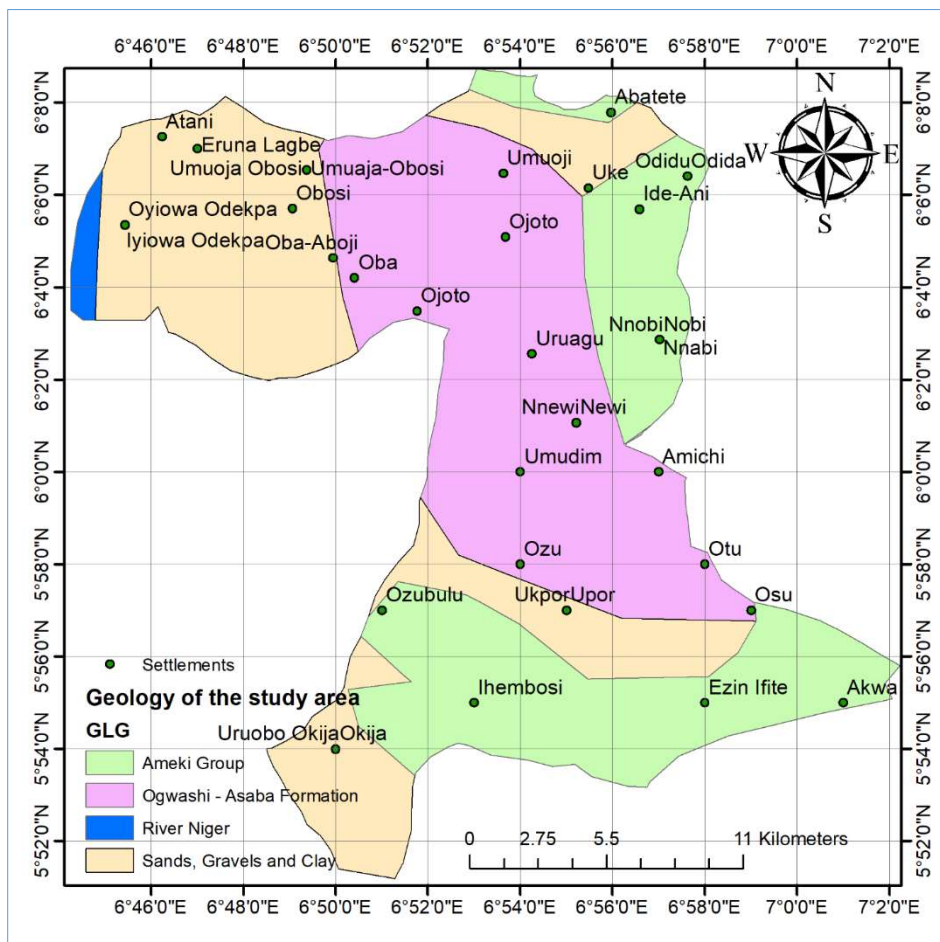 6°46'0"E 6°48'0"E 6°50'0"E 6°52'0"E 6°54'0"E 6°56'0"E 6°58'0"E 7°0'0"E 7°2'0"E
6°8'0"N
6°6'0"N
6°4'0"N
6°2'0"N
6°0'0"N
5°58'0"N
5°56'0"N
5°54'0"N
5°52'0"N
N
W E
S
Abatete
Atani
Eruna Lagbe
Umuoja Obosi Umuaja-Obosi
Umuoji
Uke
OdiduOdida
Ide-Ani
Obosi
Oyiowa Odekpa
Iyiowa Odekpa
Oba-Aboji
Ojoto
Oba
Ojoto
NnobiNobi
Nnabi
Uruagu
NnewiNewi
Umudim
Amichi
Ozu
Otu
Ozubulu
UkporUpor
Osu
Ihembosi
Ezin Ifite
Akwa
Uruobo OkijaOkija
Settlements
Geology of the study area
GLG
Ameki Group
Ogwashi - Asaba Formation
River Niger
Sands, Gravels and Clay
0 2.75 5.5 11 Kilometers
6°8'0"N
6°6'0"N
6°4'0"N
6°2'0"N
6°0'0"N
5°58'0"N
5°56'0"N
5°54'0"N
5°52'0"N
6°46'0"E 6°48'0"E 6°50'0"E 6°52'0"E 6°54'0"E 6°56'0"E 6°58'0"E 7°0'0"E 7°2'0"E